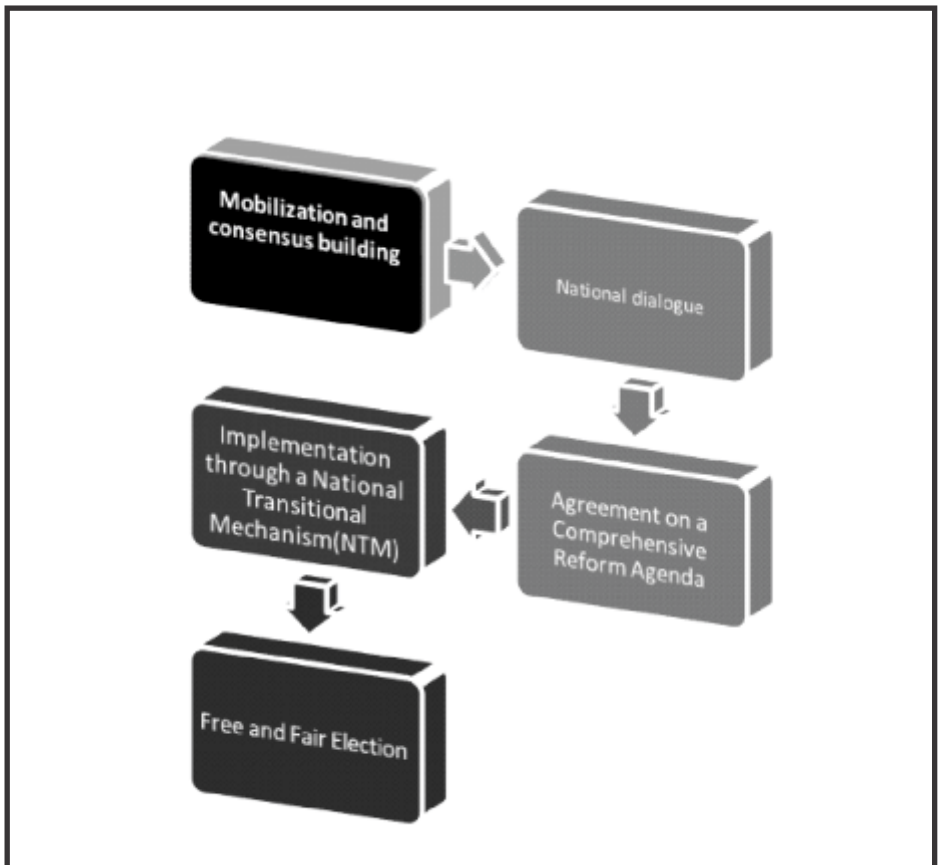 Mobilization and
consensus building
National dialogue
Agreement on a
Comprehensive
Reform Agenda
Implementation
through a National
Transitional
Mechanism(NTM)
Free and Fair Election